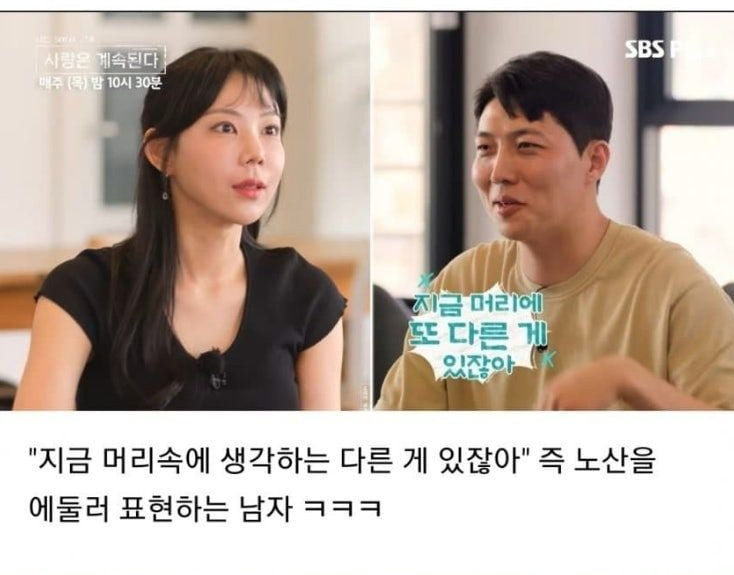 사랑은 계속된다
매주 (목) 밤 10시 30분
SBS
지금 머리에
또 다른 게
있잖아
"지금 머리속에 생각하는 다른 게 있잖아" 즉 노산을
에둘러 표현하는 남자 ㅋㅋㅋ